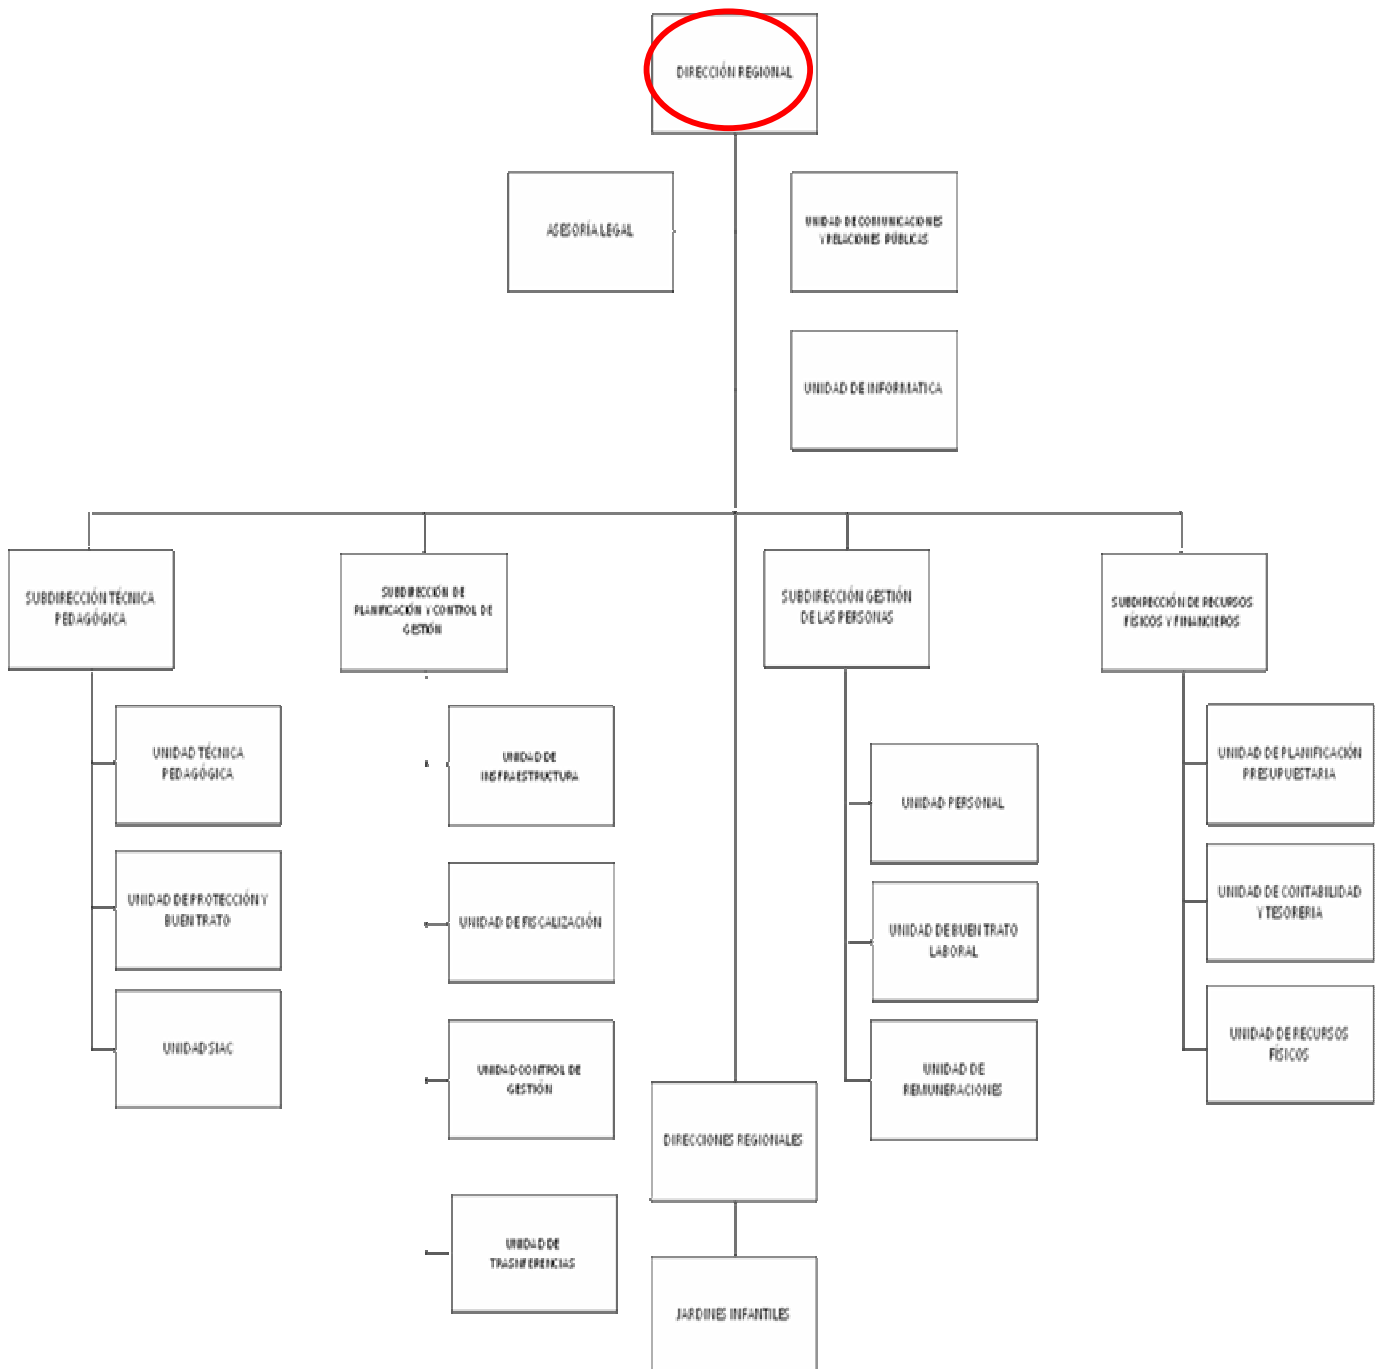 DIRECCIÓN REGIONAL
ASESORÍA LEGAL
UNIDAD DE COMUNICACIONES
Y RELACIONES PÚBLICAS
UNIDAD DE INFORMATICA
SUBDIRECCIÓN TÉCNICA
PEDAGÓGICA
SUBDIRECCIÓN DE
PLANIFICACIÓN Y CONTROL DE
GESTIÓN
SUBDIRECCIÓN GESTIÓN
DE LAS PERSONAS
SUBDIRECCIÓN DE RECURSOS
FÍSICOS Y FINANCIEROS
UNIDAD TÉCNICA
PEDAGÓGICA
UNIDAD DE PROTECCIÓN Y
BUEN TRATO
UNIDAD SIAC
UNIDAD DE
INSFRAESTRUCTURA
UNIDAD DE FISCALIZACIÓN
UNIDAD CONTROL DE
GESTIÓN
UNIDAD DE
TRASNFERENCIAS
DIRECCIONES REGIONALES
JARDINES INFANTILES
UNIDAD PERSONAL
UNIDAD DE BUEN TRATO
LABORAL
UNIDAD DE
REMUNERACIONES
UNIDAD DE PLANIFICACIÓN
PRESUPUESTARIA
UNIDAD DE CONTABILIDAD
Y TESORERIA
UNIDAD DE RECURSOS
FÍSICOS